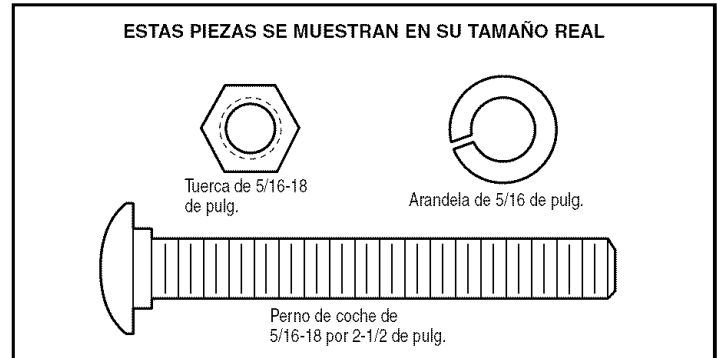 ESTAS PIEZAS SE MUESTRAN EN SU TAMAÑO REAL
Tuerca de 5/16-18
de pulg.
Arandela de 5/16 de pulg.
Perno de coche de
5/16-18 por 2-1/2 de pulg.